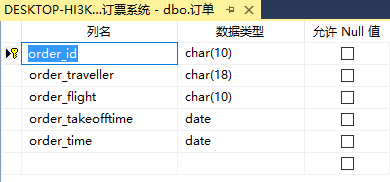 DESKTOP-HI3K...订票系统 - dbo.订单
列名 数据类型 允许 Null 值
order_id char(10)
order_traveller char(18)
order_flight char(10)
order_takeofftime date
order_time date